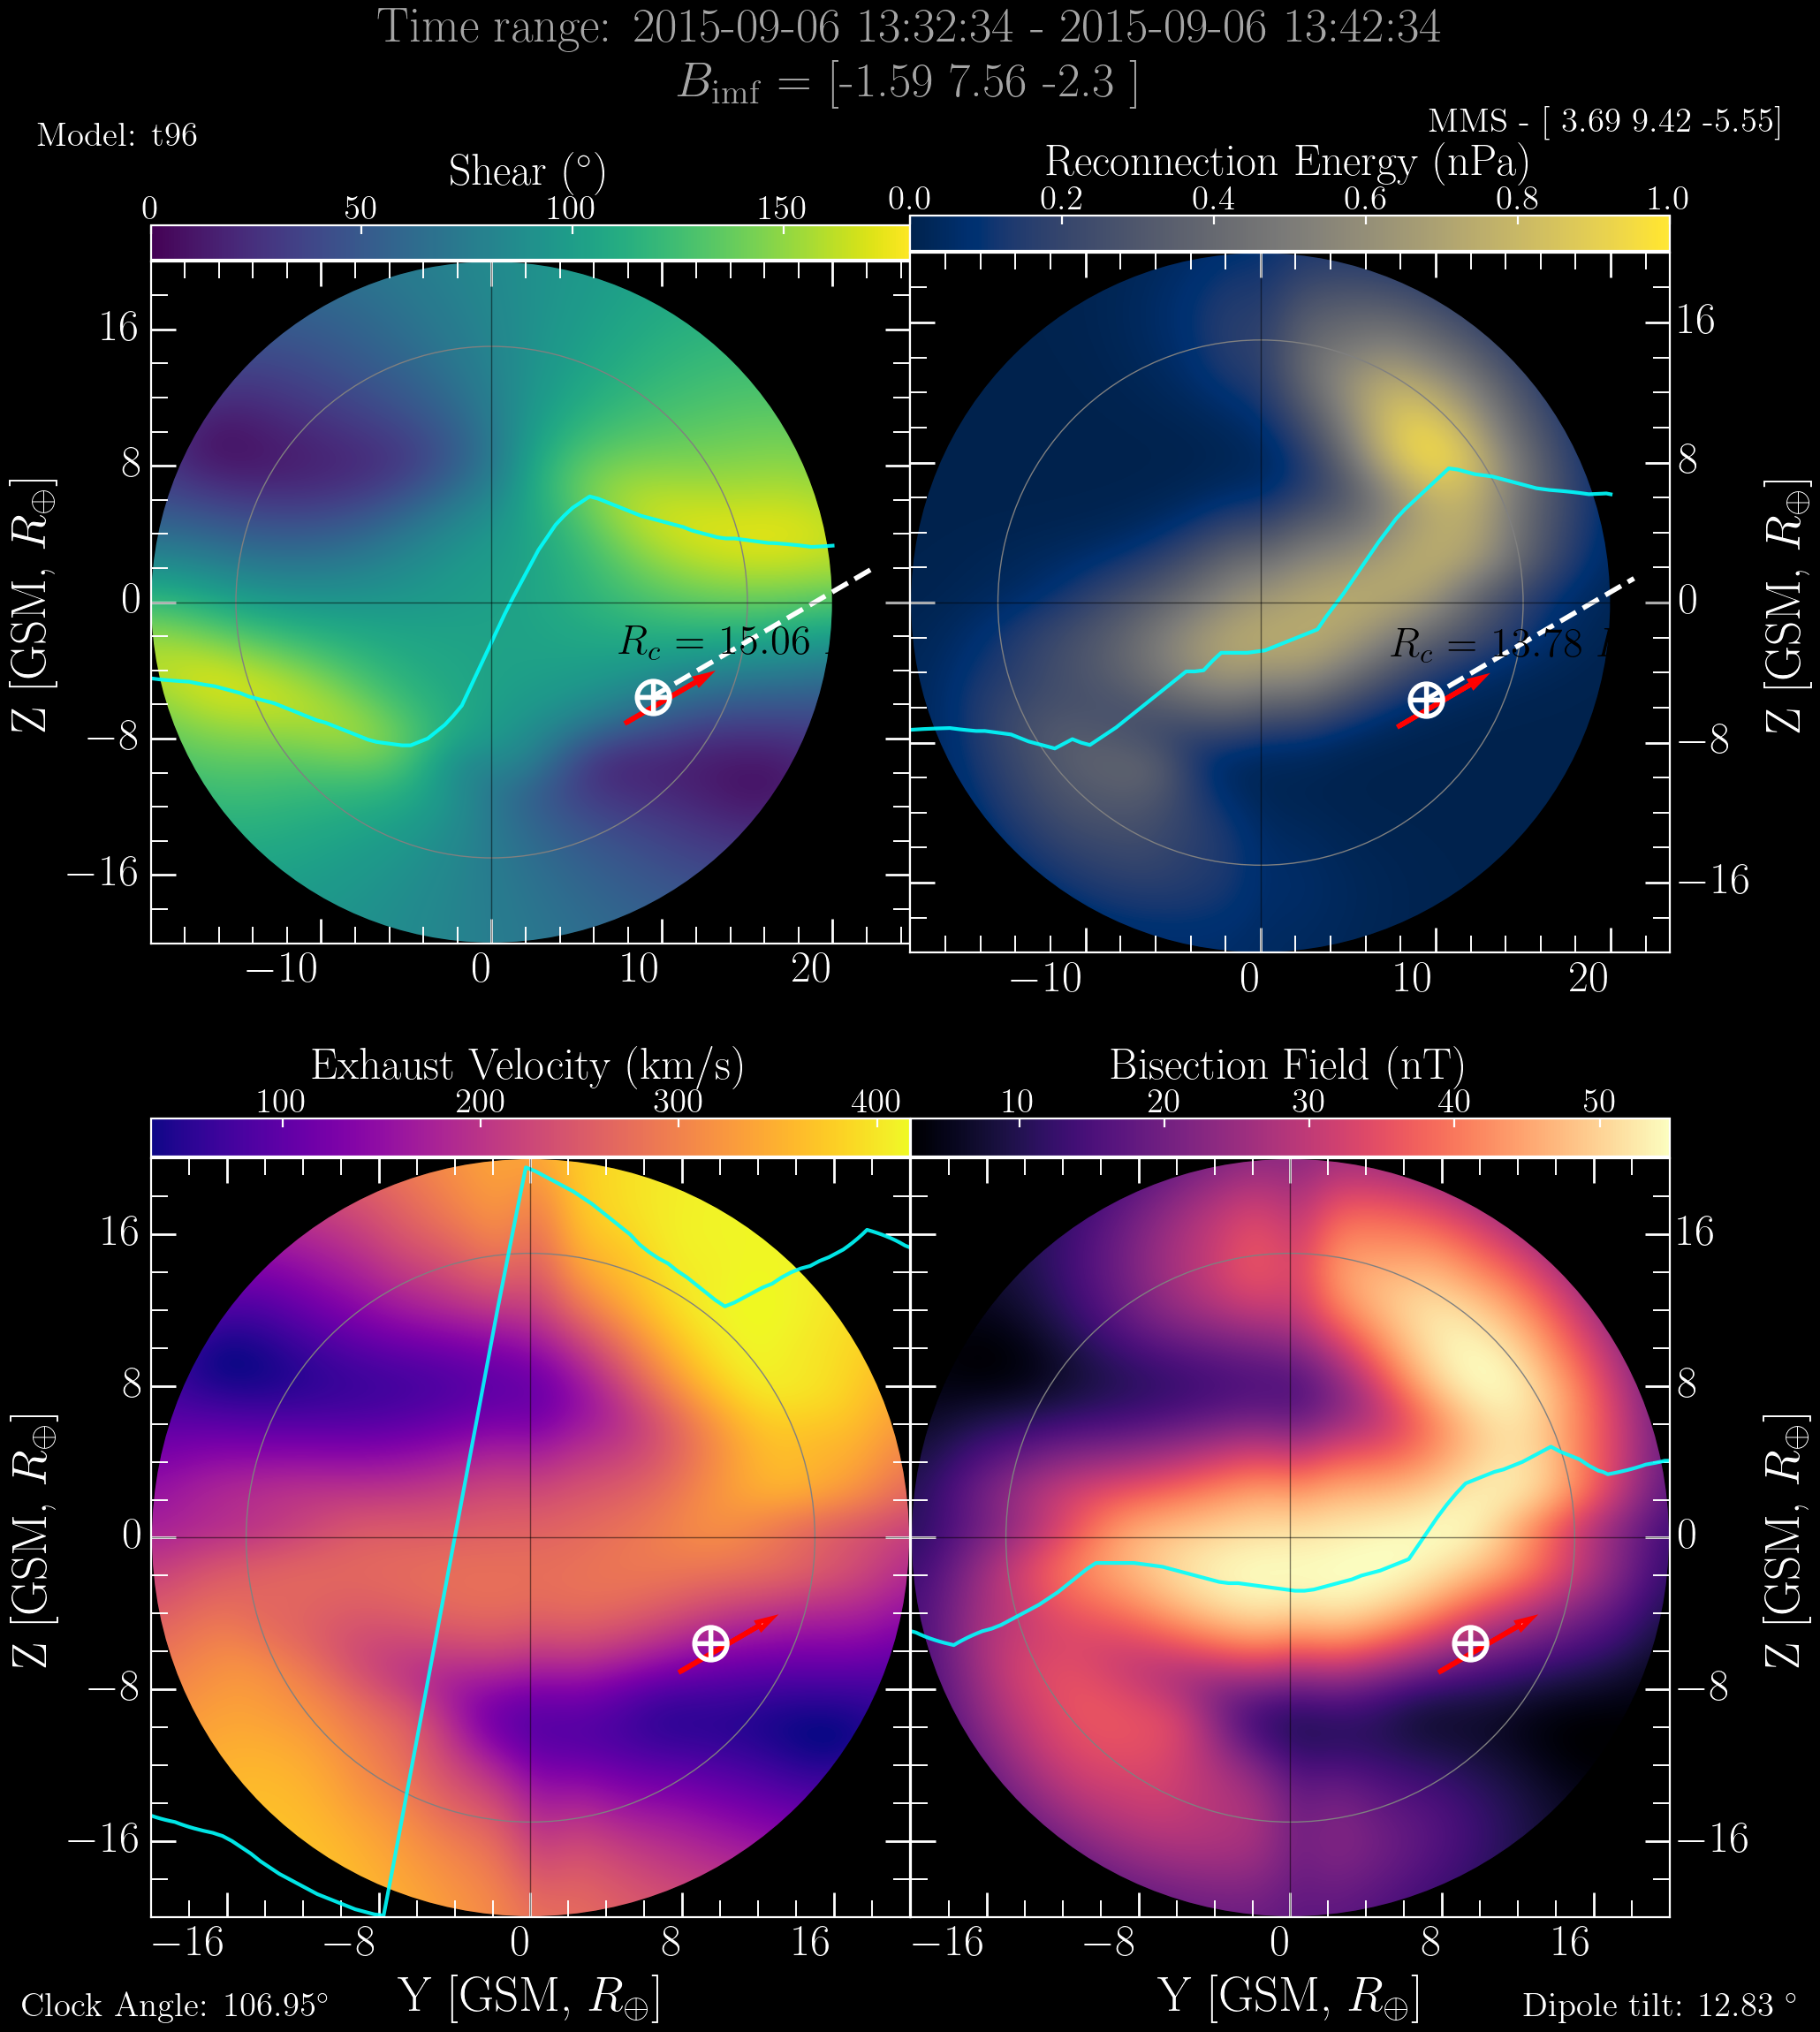 Time range: 2015-09-06 13:32:34 - 2015-09-06 13:42:34
B_imf = [-1.59 7.56 -2.3 ]
Model: t96
MMS - [ 3.69 9.42 -5.55]
Shear (°)
0 50 100 150
Reconnection Energy (nPa)
0.0 0.2 0.4 0.6 0.8 1.0
Z [GSM, R⊕]
16
8
0
−8
−16
R_c = 15.06
−10 0 10 20
R_c = 13.78
16
8
0
−8
−16
Z [GSM, R⊕]
−10 0 10 20
Exhaust Velocity (km/s)
100 200 300 400
Bisection Field (nT)
10 20 30 40 50
Z [GSM, R⊕]
16
8
0
−8
−16
−16 −8 0 8 16
Y [GSM, R⊕]
16
8
0
−8
−16
Z [GSM, R⊕]
−16 −8 0 8 16
Y [GSM, R⊕]
Clock Angle: 106.95°
Dipole tilt: 12.83 °